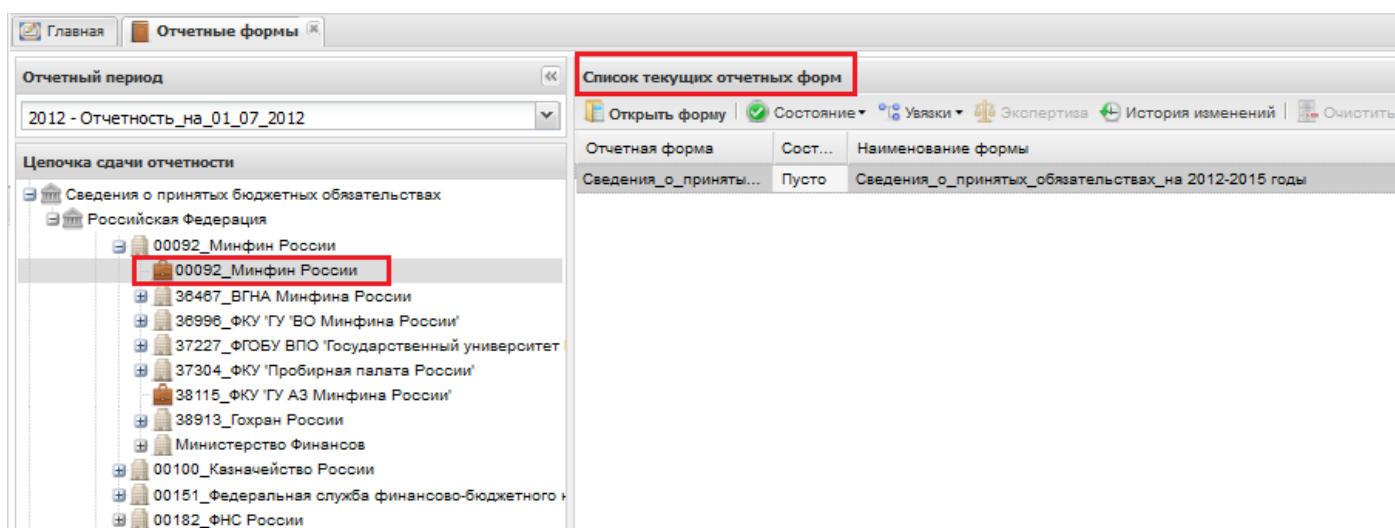 Главная Отчетные формы
Отчетный период
2012 - Отчетность_на_01_07_2012
Цепочка сдачи отчетности
Сведения о принятых бюджетных обязательствах
Российская Федерация
00092_Минфин России
00092_Минфин России
36467_ВГНА Минфина России
36996_ФКУ 'ГУ 'ВО Минфина России'
37227_ФГОБУ ВПО 'Государственный университет
37304_ФКУ 'Пробирная палата России'
38115_ФКУ 'ГУ АЗ Минфина России'
38913_Гохран России
Министерство Финансов
00100_Казначейство России
00151_Федеральная служба финансово-бюджетного
00182_ФНС России
Список текущих отчетных форм
Открыть форму Состояние Увязки Экспертиза История изменений Очистить
Отчетная форма Сост... Наименование формы
Сведения_о_приняты... Пусто Сведения_о_принятых_обязательствах_на 2012-2015 годы